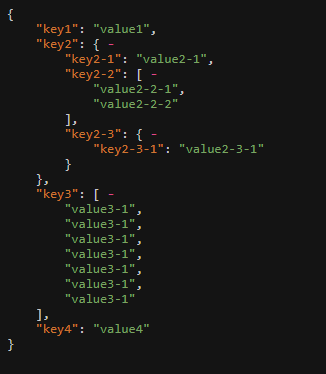 {
    "key1": "value1",
    "key2": { -
        "key2-1": "value2-1",
        "key2-2": [ -
            "value2-2-1",
            "value2-2-2"
        ],
        "key2-3": { -
            "key2-3-1": "value2-3-1"
        }
    },
    "key3": [ -
        "value3-1",
        "value3-1",
        "value3-1",
        "value3-1",
        "value3-1",
        "value3-1",
        "value3-1"
    ],
    "key4": "value4"
}